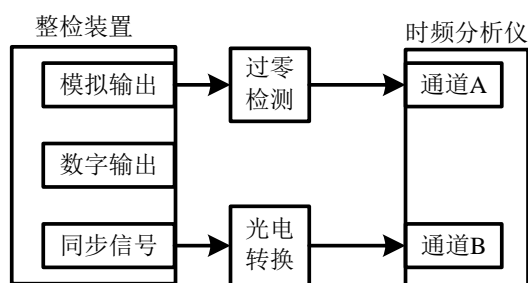 整检装置
时频分析仪
模拟输出
过零
检测
通道A
数字输出
同步信号
光电
转换
通道B